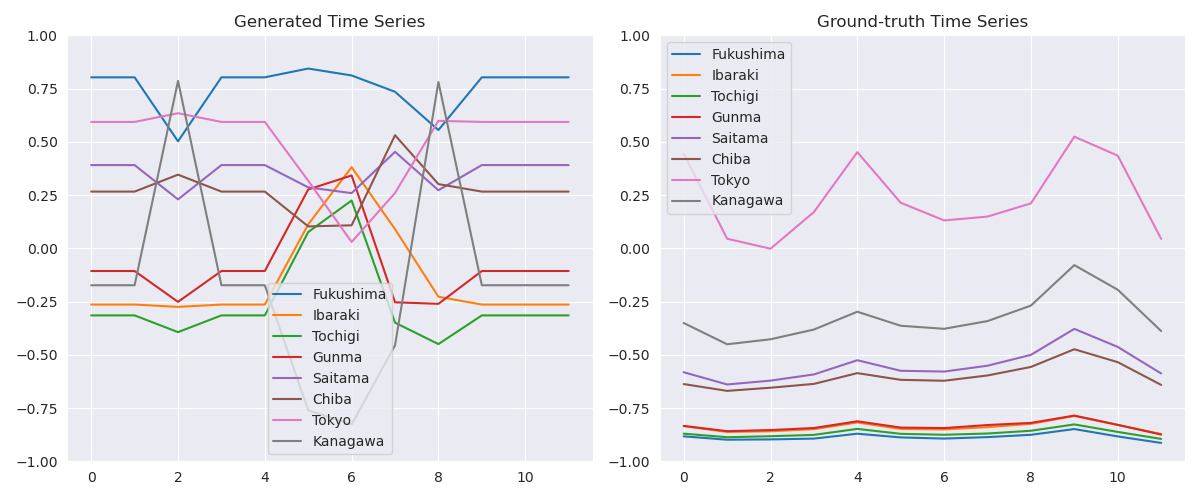 Generated Time Series
1.00
0.75
0.50
0.25
0.00
−0.25
−0.50
−0.75
−1.00
0 2 4 6 8 10
Fukushima
Ibaraki
Tochigi
Gunma
Saitama
Chiba
Tokyo
Kanagawa
Ground-truth Time Series
1.00
0.75
0.50
0.25
0.00
−0.25
−0.50
−0.75
−1.00
0 2 4 6 8 10
Fukushima
Ibaraki
Tochigi
Gunma
Saitama
Chiba
Tokyo
Kanagawa